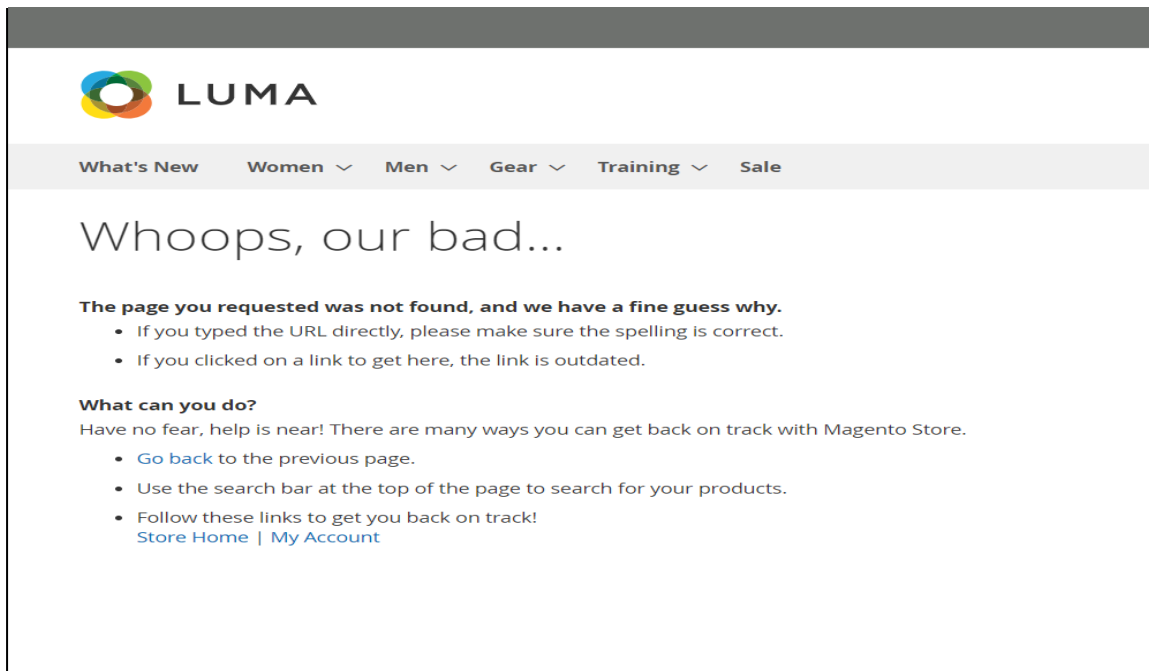 LUMA
What's New Women Men Gear Training Sale
Whoops, our bad...
The page you requested was not found, and we have a fine guess why.
• If you typed the URL directly, please make sure the spelling is correct.
• If you clicked on a link to get here, the link is outdated.
What can you do?
Have no fear, help is near! There are many ways you can get back on track with Magento Store.
• Go back to the previous page.
• Use the search bar at the top of the page to search for your products.
• Follow these links to get you back on track!
Store Home | My Account